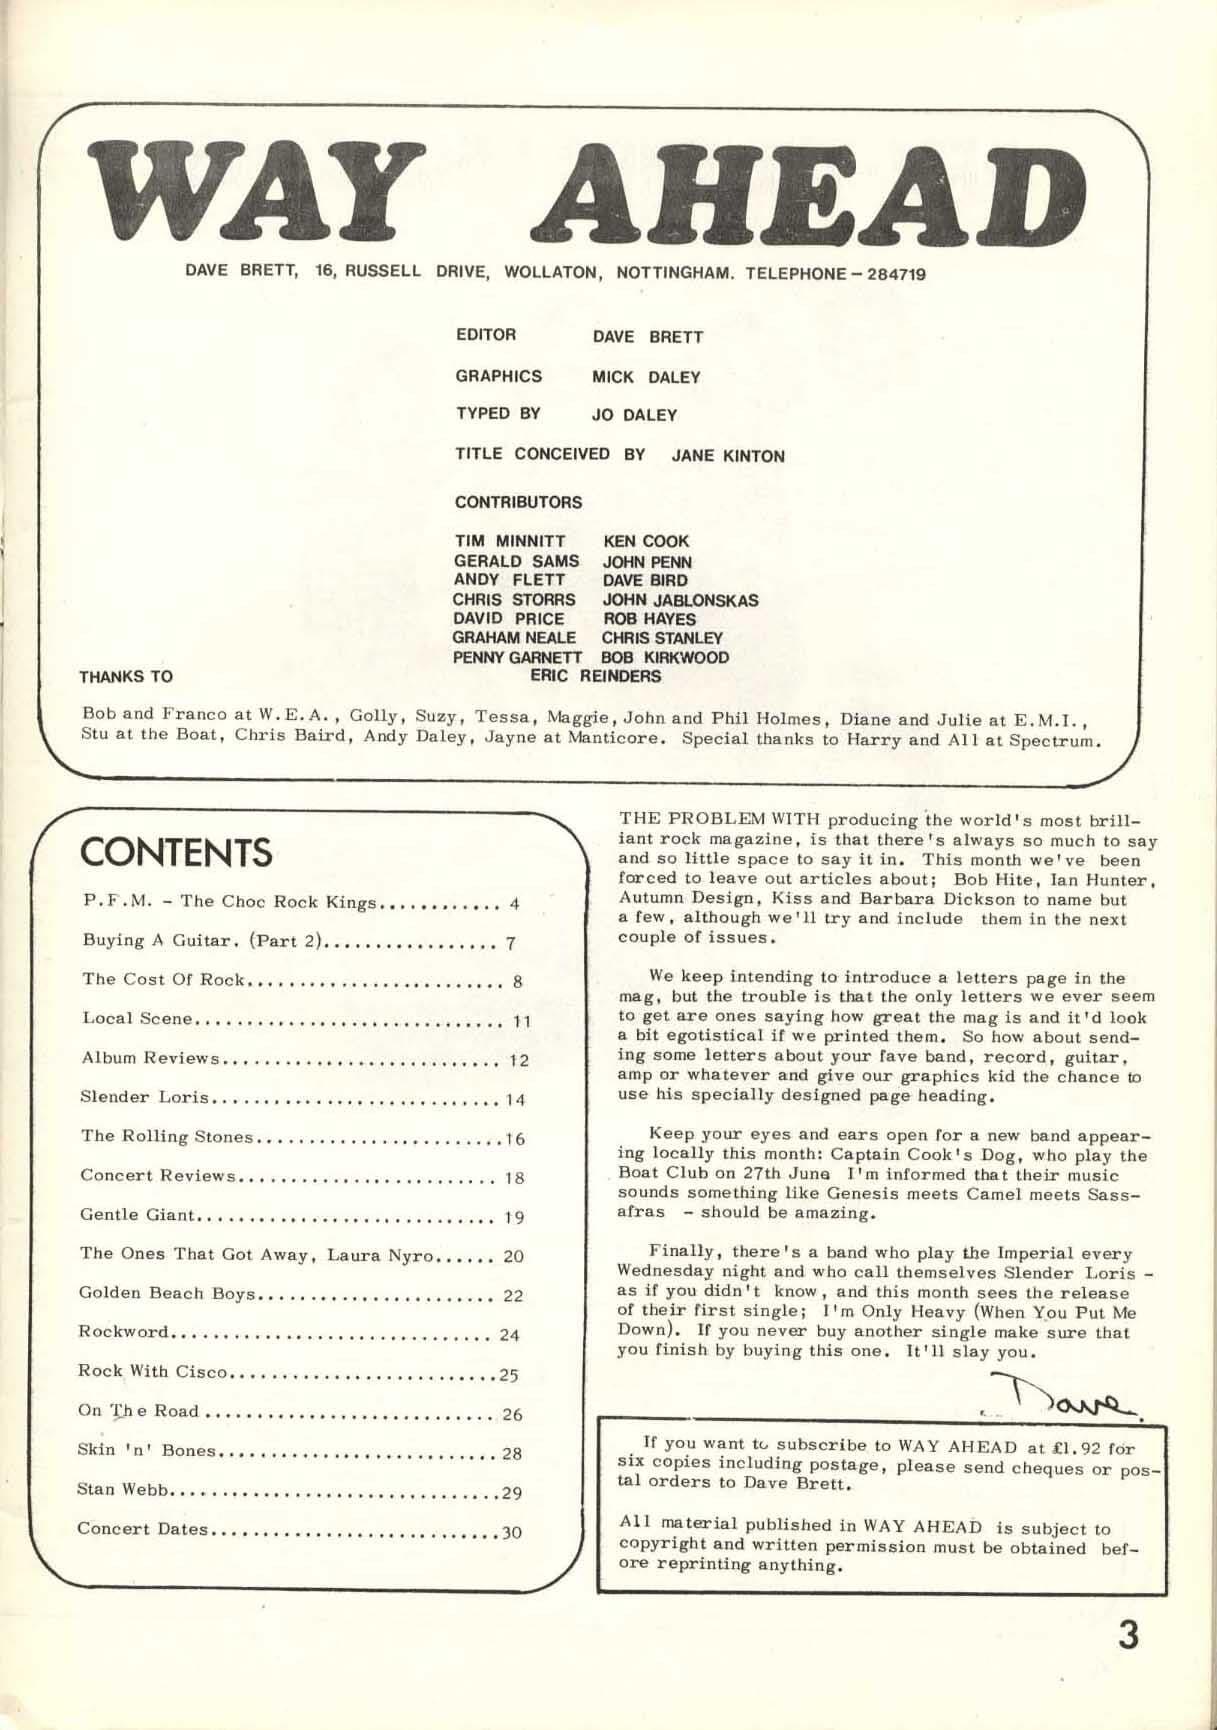 WAY AHEAD
DAVE BRETT, 16, RUSSELL DRIVE, WOLLATON, NOTTINGHAM. TELEPHONE – 284719
EDITOR DAVE BRETT
GRAPHICS MICK DALEY
TYPED BY JO DALEY
TITLE CONCEIVED BY JANE KINTON
CONTRIBUTORS
TIM MINNITT KEN COOK
GERALD SAMS JOHN PENN
ANDY FLETT DAVE BIRD
CHRIS STORRS JOHN JABLONSKAS
DAVID PRICE ROB HAYES
GRAHAM NEALE CHRIS STANLEY
PENNY GARNETT BOB KIRKWOOD
ERIC REINDERS
THANKS TO
Bob and Franco at W.E.A., Golly, Suzy, Tessa, Maggie, John and Phil Holmes, Diane and Julie at E.M.I.,
Stu at the Boat, Chris Baird, Andy Daley, Jayne at Manticore. Special thanks to Harry and All at Spectrum.
CONTENTS
P.F.M. - The Choc Rock Kings............ 4
Buying A Guitar. (Part 2)................. 7
The Cost Of Rock......................... 8
Local Scene.............................. 11
Album Reviews........................... 12
Slender Loris............................ 14
The Rolling Stones........................16
Concert Reviews......................... 18
Gentle Giant............................. 19
The Ones That Got Away, Laura Nyro...... 20
Golden Beach Boys....................... 22
Rockword............................... 24
Rock With Cisco..........................25
On The Road ............................ 26
Skin 'n' Bones........................... 28
Stan Webb................................29
Concert Dates............................30
THE PROBLEM WITH producing the world's most brill-
iant rock magazine, is that there's always so much to say
and so little space to say it in. This month we've been
forced to leave out articles about; Bob Hite, Ian Hunter,
Autumn Design, Kiss and Barbara Dickson to name but
a few, although we'll try and include them in the next
couple of issues.
We keep intending to introduce a letters page in the
mag, but the trouble is that the only letters we ever seem
to get are ones saying how great the mag is and it'd look
a bit egotistical if we printed them. So how about send-
ing some letters about your fave band, record, guitar,
amp or whatever and give our graphics kid the chance to
use his specially designed page heading.
Keep your eyes and ears open for a new band appear-
ing locally this month: Captain Cook's Dog, who play the
Boat Club on 27th June I'm informed that their music
sounds something like Genesis meets Camel meets Sass-
afras - should be amazing.
Finally, there's a band who play the Imperial every
Wednesday night and who call themselves Slender Loris -
as if you didn't know, and this month sees the release
of their first single; I'm Only Heavy (When You Put Me
Down). If you never buy another single make sure that
you finish by buying this one. It'll slay you.
Dave.
If you want to subscribe to WAY AHEAD at £1.92 for
six copies including postage, please send cheques or pos-
tal orders to Dave Brett.
All material published in WAY AHEAD is subject to
copyright and written permission must be obtained bef-
ore reprinting anything.
3